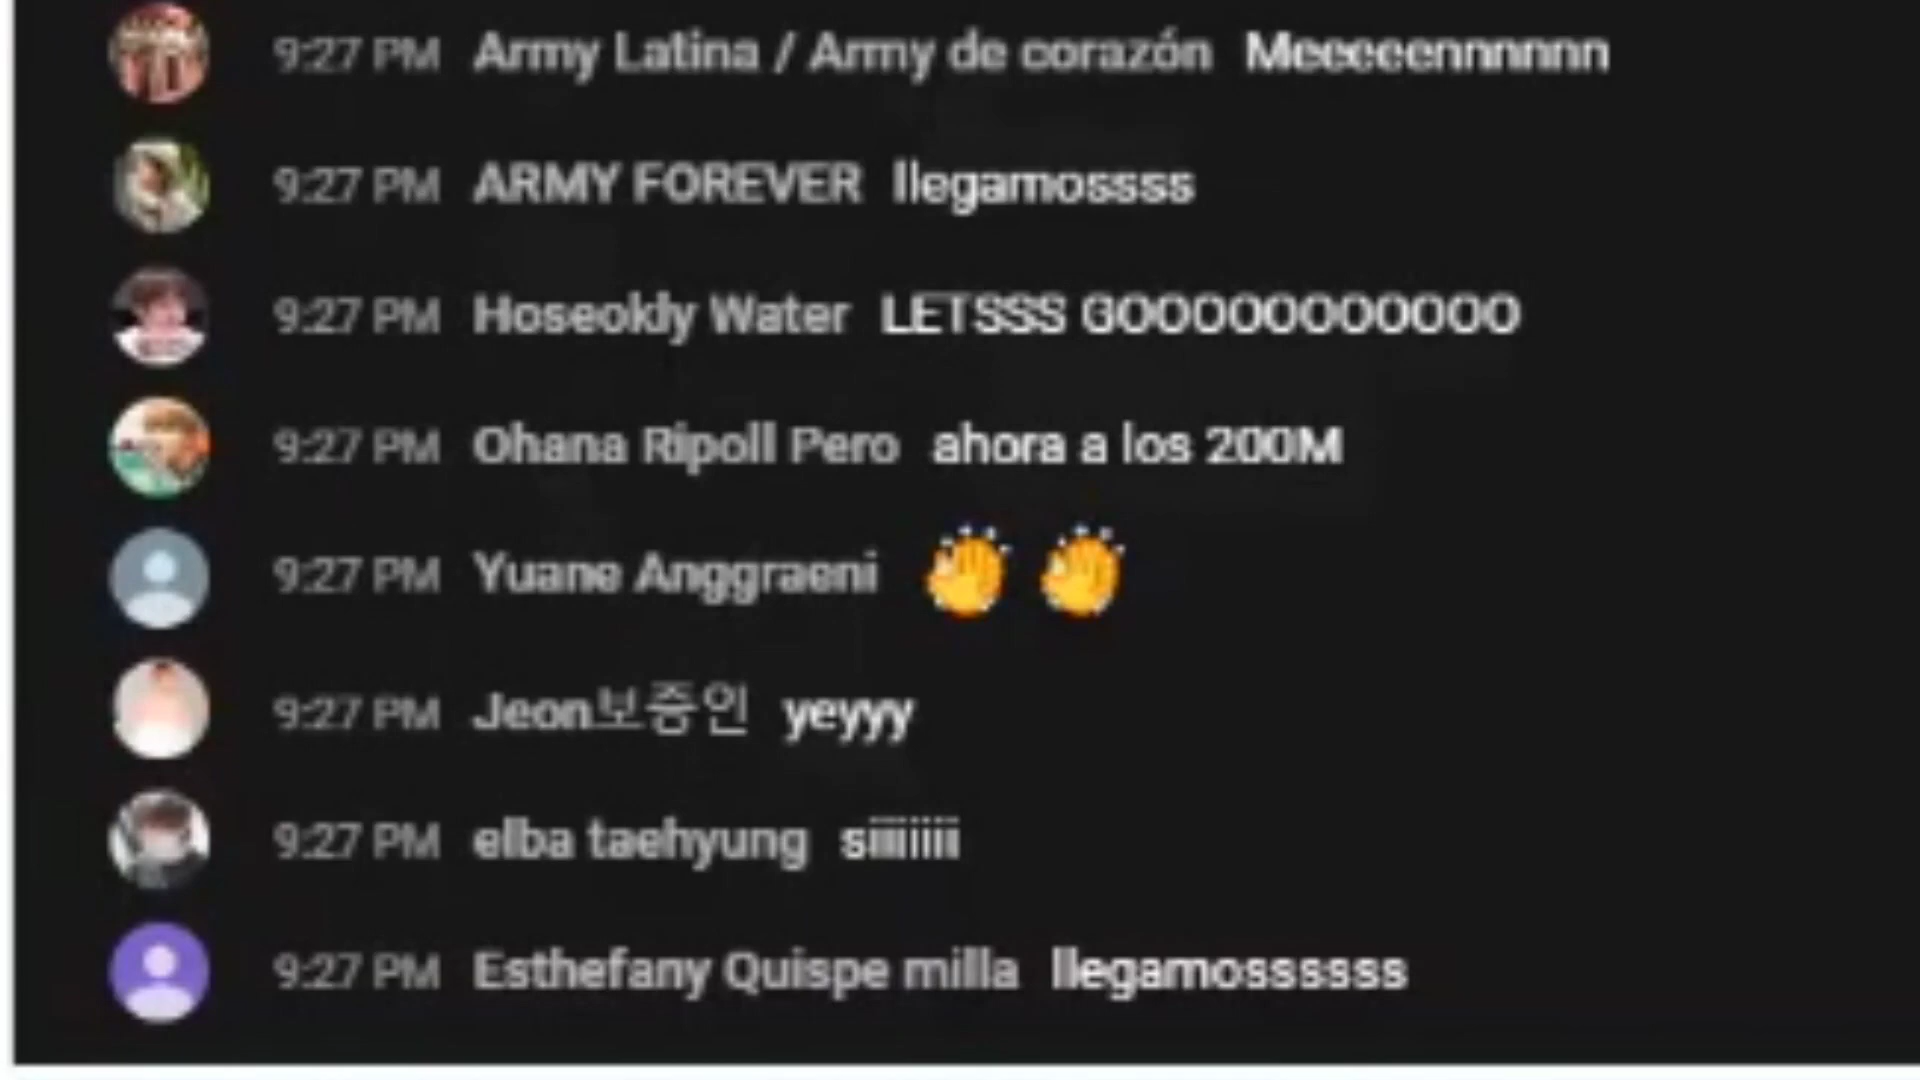 9:27 PM Army Latina / Army de corazón Meeeeennnnnn
9:27 PM ARMY FOREVER llegamossss
9:27 PM Hoseokly Water LETSSS GOOOOOOOOOOOO
9:27 PM Ohana Ripoll Pero ahora a los 200M
9:27 PM Yuane Anggraeni 👏 👏
9:27 PM Jeon보증인 yeyyy
9:27 PM elba taehyung siiiiiiii
9:27 PM Esthefany Quispe milla llegamosssssss